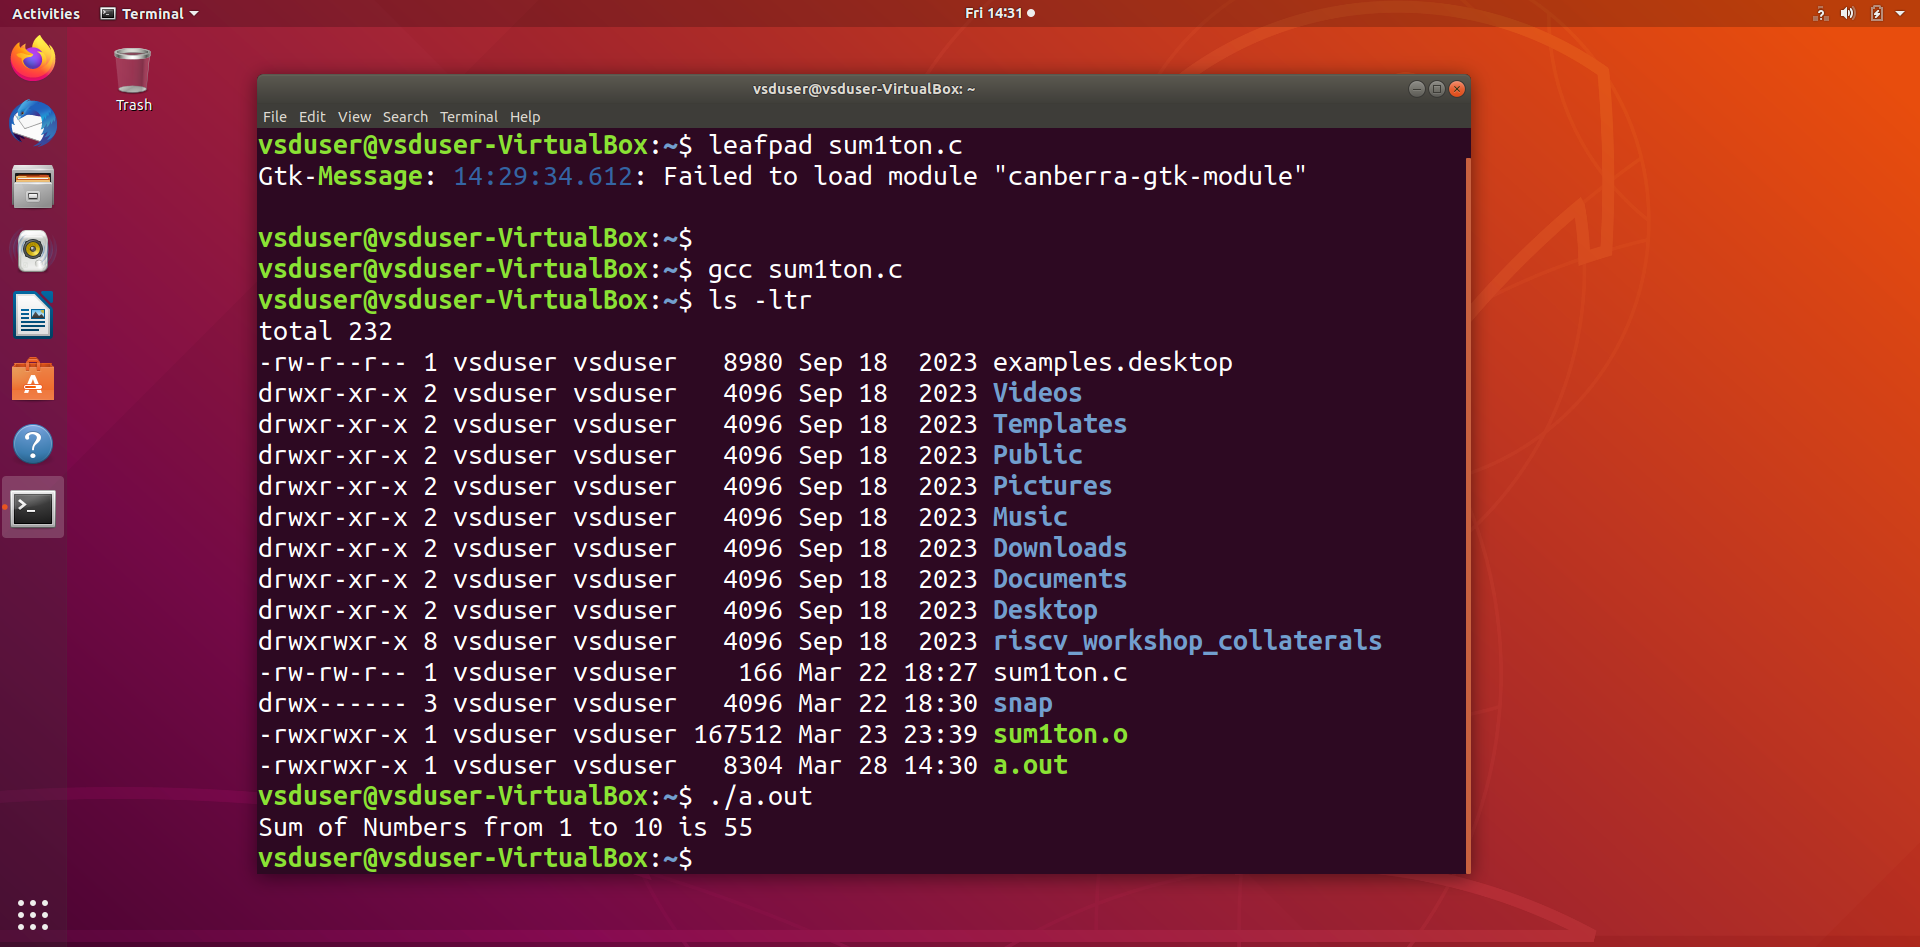 Activities Terminal Fri 14:31
Trash
vsduser@vsduser-VirtualBox: ~
File Edit View Search Terminal Help
vsduser@vsduser-VirtualBox:~$ leafpad sum1ton.c
Gtk-Message: 14:29:34.612: Failed to load module "canberra-gtk-module"
vsduser@vsduser-VirtualBox:~$
vsduser@vsduser-VirtualBox:~$ gcc sum1ton.c
vsduser@vsduser-VirtualBox:~$ ls -ltr
total 232
-rw-r--r-- 1 vsduser vsduser   8980 Sep 18  2023 examples.desktop
drwxr-xr-x 2 vsduser vsduser   4096 Sep 18  2023 Videos
drwxr-xr-x 2 vsduser vsduser   4096 Sep 18  2023 Templates
drwxr-xr-x 2 vsduser vsduser   4096 Sep 18  2023 Public
drwxr-xr-x 2 vsduser vsduser   4096 Sep 18  2023 Pictures
drwxr-xr-x 2 vsduser vsduser   4096 Sep 18  2023 Music
drwxr-xr-x 2 vsduser vsduser   4096 Sep 18  2023 Downloads
drwxr-xr-x 2 vsduser vsduser   4096 Sep 18  2023 Documents
drwxr-xr-x 2 vsduser vsduser   4096 Sep 18  2023 Desktop
drwxrwxr-x 8 vsduser vsduser   4096 Sep 18  2023 riscv_workshop_collaterals
-rw-rw-r-- 1 vsduser vsduser    166 Mar 22 18:27 sum1ton.c
drwx------ 3 vsduser vsduser   4096 Mar 22 18:30 snap
-rwxrwxr-x 1 vsduser vsduser 167512 Mar 23 23:39 sum1ton.o
-rwxrwxr-x 1 vsduser vsduser   8304 Mar 28 14:30 a.out
vsduser@vsduser-VirtualBox:~$ ./a.out
Sum of Numbers from 1 to 10 is 55
vsduser@vsduser-VirtualBox:~$